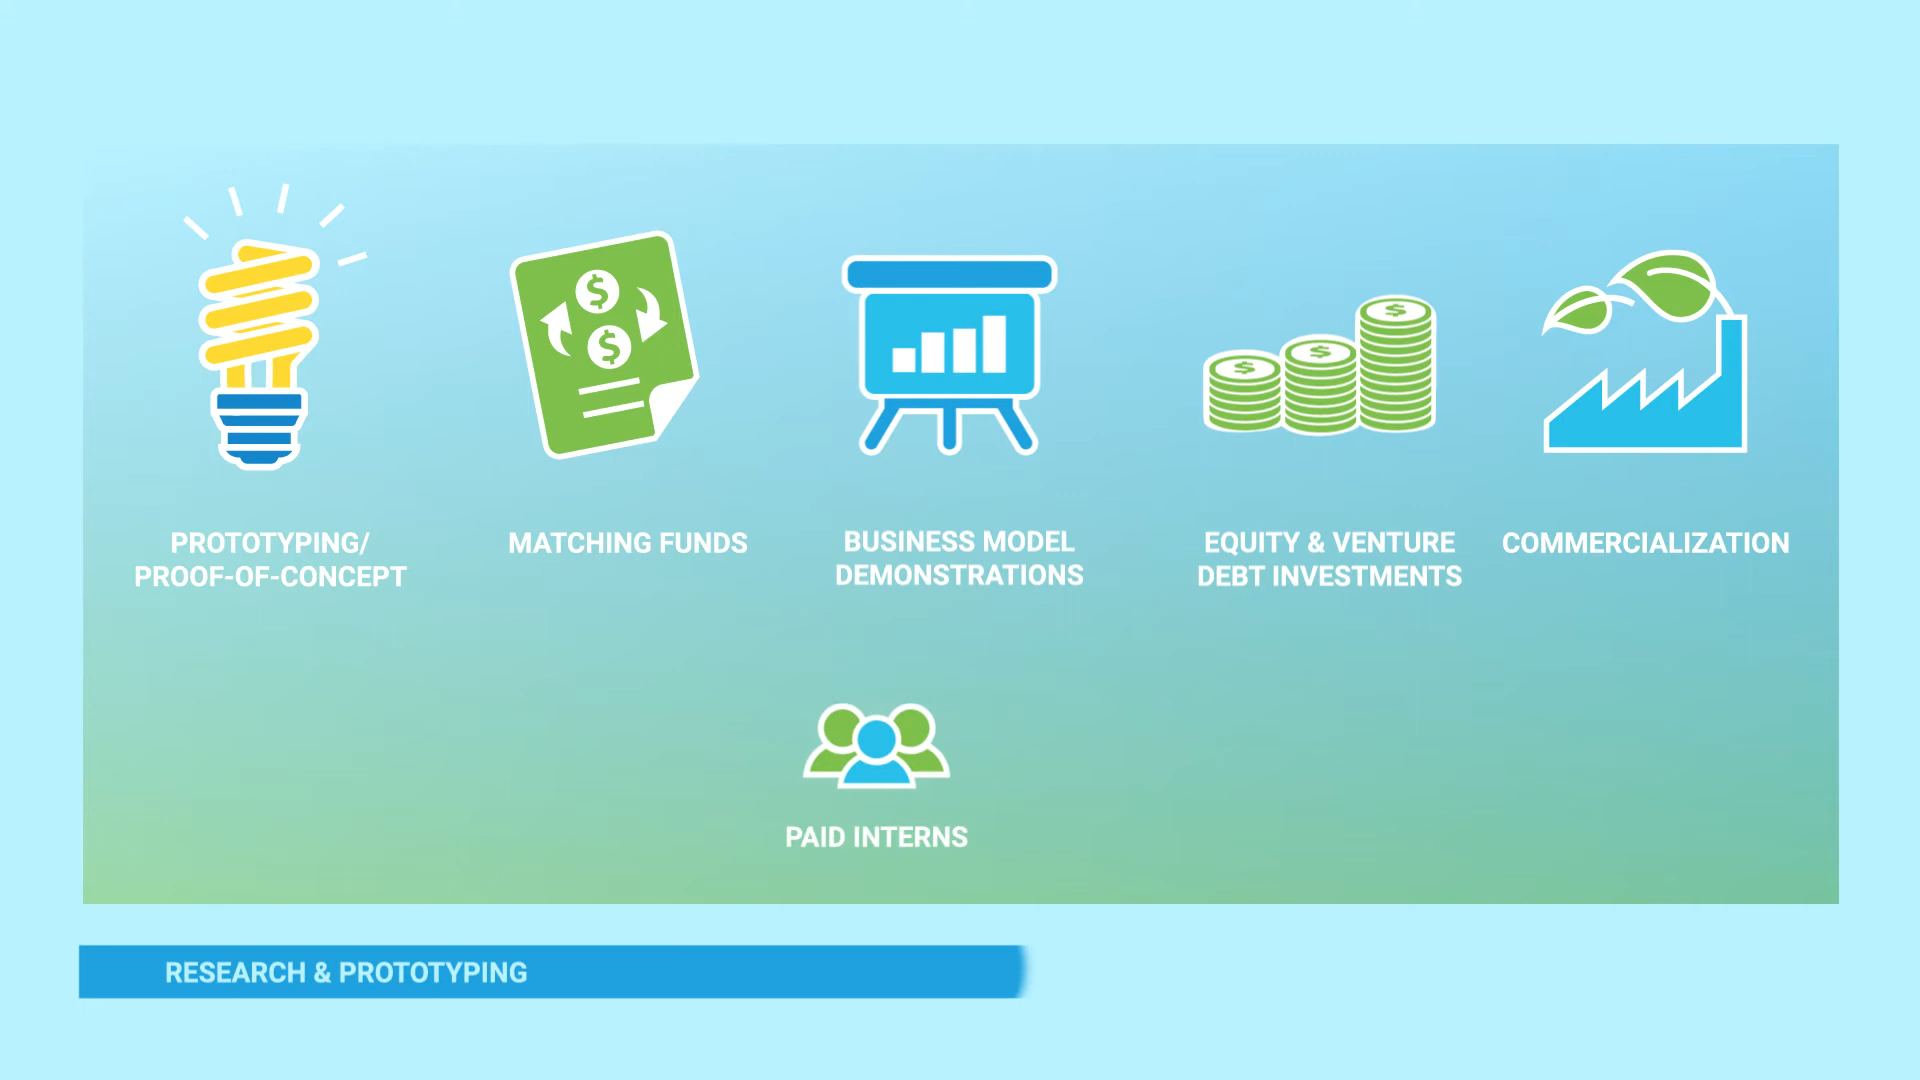 PROTOTYPING/
PROOF-OF-CONCEPT
MATCHING FUNDS
BUSINESS MODEL
DEMONSTRATIONS
EQUITY & VENTURE
DEBT INVESTMENTS
COMMERCIALIZATION
PAID INTERNS
RESEARCH & PROTOTYPING